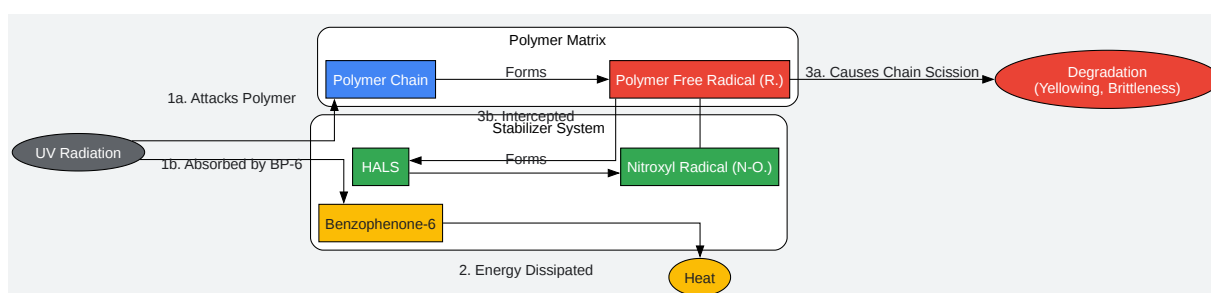 Polymer Matrix
Polymer Chain
Forms
Polymer Free Radical (R.)
3a. Causes Chain Scission
Degradation
(Yellowing, Brittleness)
1a. Attacks Polymer
3b. Intercepted
Stabilizer System
UV Radiation
1b. Absorbed by BP-6
HALS
Forms
Nitroxyl Radical (N-O.)
Benzophenone-6
2. Energy Dissipated
Heat